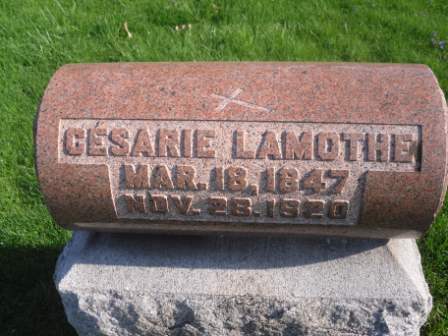 CÉSARIE LAMOTHE
MAR. 18, 1847
NOV. 28. 1920